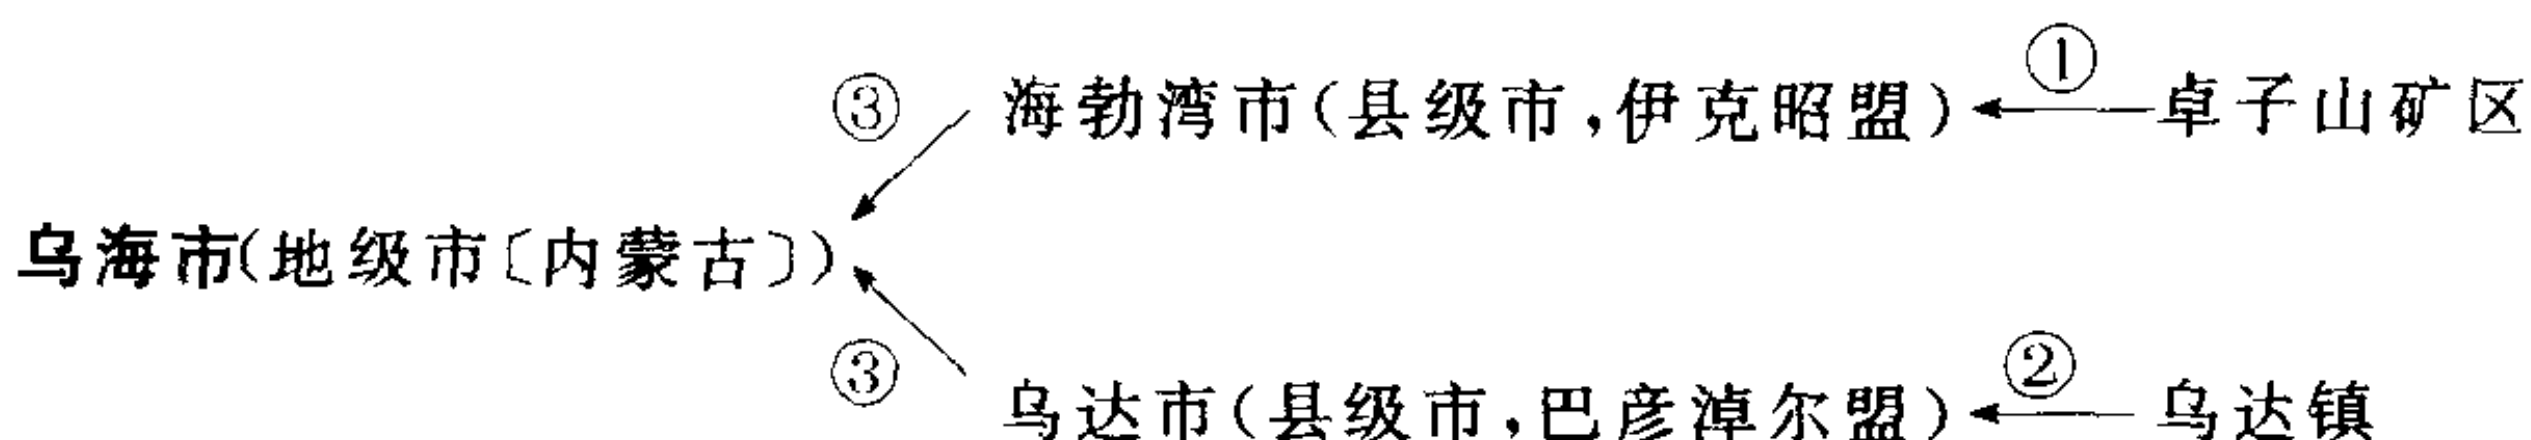 ③ 海勃湾市(县级市,伊克昭盟) ① 卓子山矿区
乌海市(地级市〔内蒙古〕)
③ 乌达市(县级市,巴彦淖尔盟) ② 乌达镇